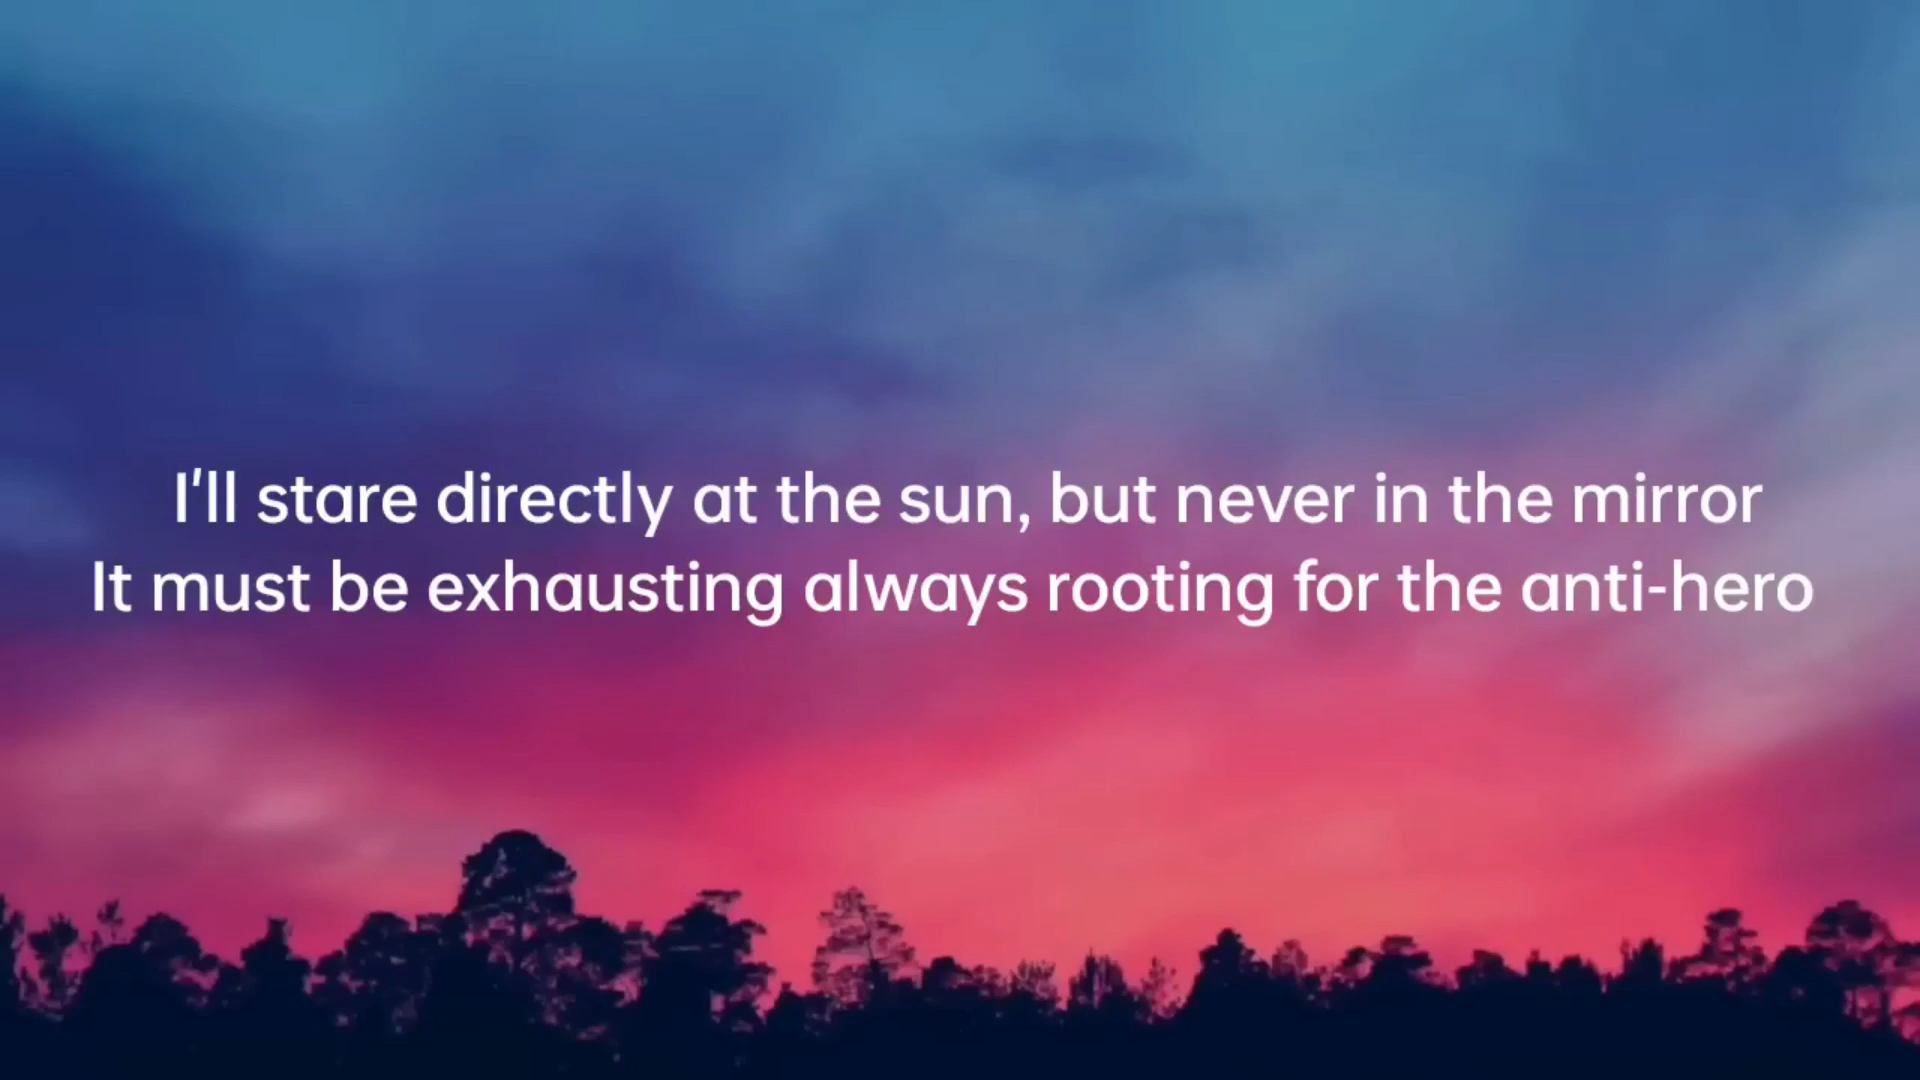 I'll stare directly at the sun, but never in the mirror
It must be exhausting always rooting for the anti-hero